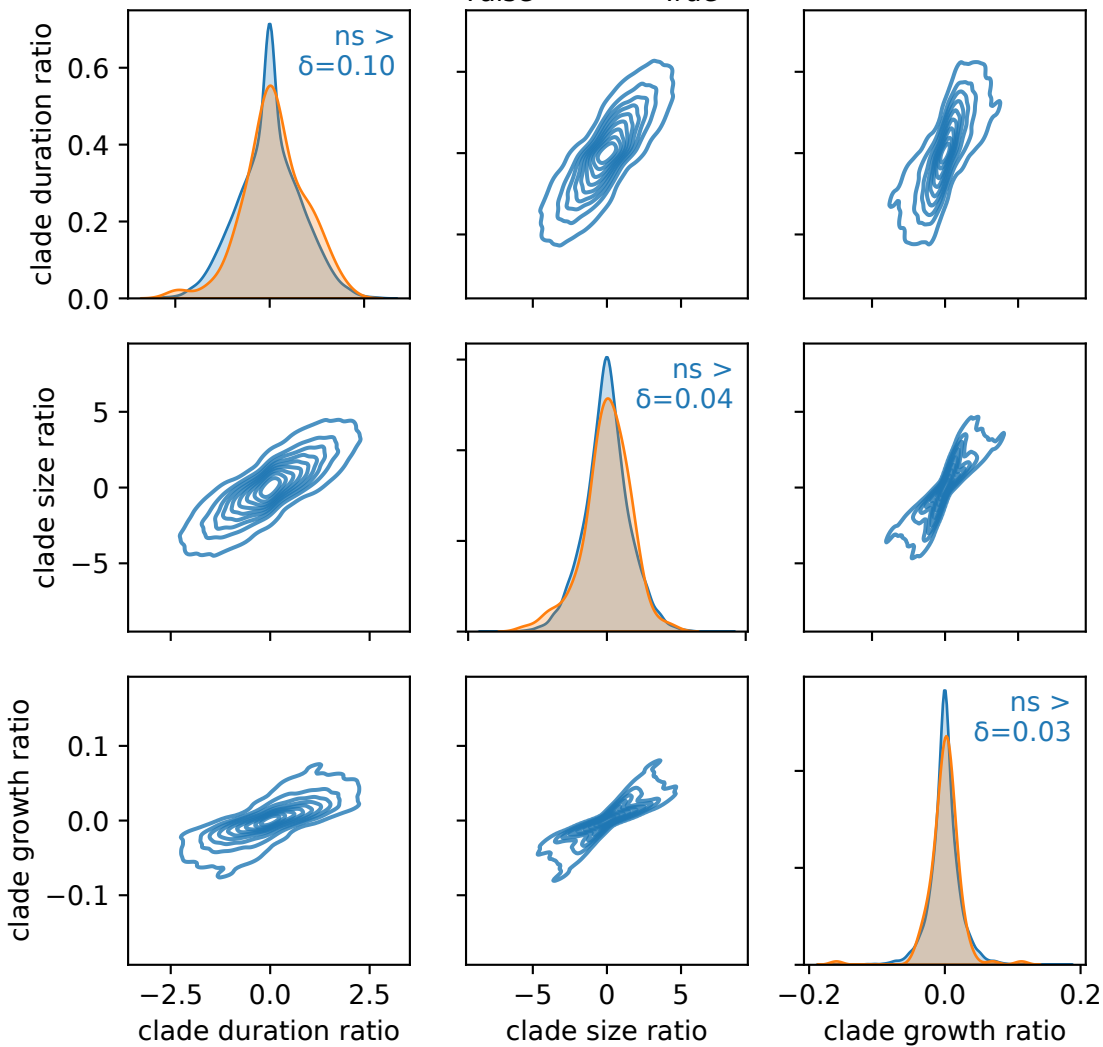 clade duration ratio
0.6
0.4
0.2
0.0
ns >
δ=0.10
clade size ratio
5
0
−5
ns >
δ=0.04
clade growth ratio
0.1
0.0
−0.1
ns >
δ=0.03
−2.5 0.0 2.5
−5 0 5
−0.2 0.0 0.2
clade duration ratio
clade size ratio
clade growth ratio